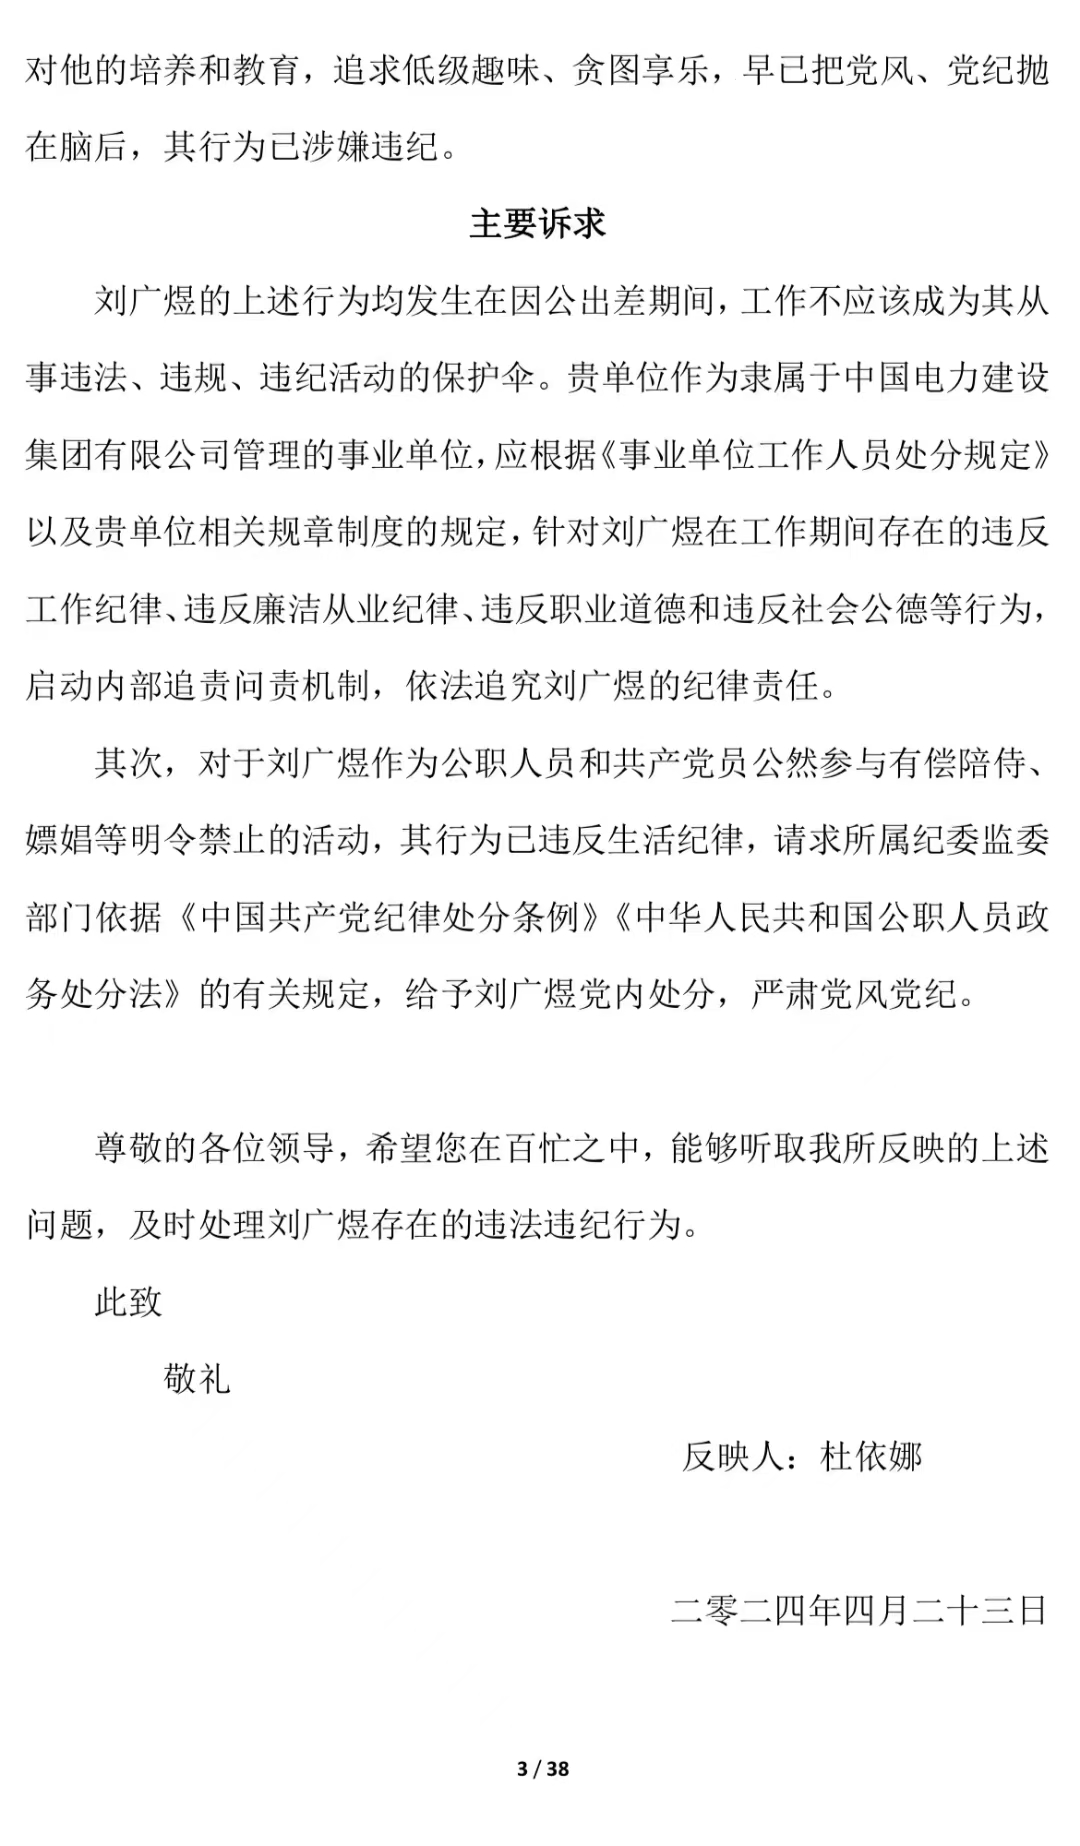 对他的培养和教育，追求低级趣味、贪图享乐，早已把党风、党纪抛
在脑后，其行为已涉嫌违纪。
主要诉求
刘广煜的上述行为均发生在因公出差期间，工作不应该成为其从
事违法、违规、违纪活动的保护伞。贵单位作为隶属于中国电力建设
集团有限公司管理的事业单位，应根据《事业单位工作人员处分规定》
以及贵单位相关规章制度的规定，针对刘广煜在工作期间存在的违反
工作纪律、违反廉洁从业纪律、违反职业道德和违反社会公德等行为，
启动内部追责问责机制，依法追究刘广煜的纪律责任。
其次，对于刘广煜作为公职人员和共产党员公然参与有偿陪侍、
嫖娼等明令禁止的活动，其行为已违反生活纪律，请求所属纪委监委
部门依据《中国共产党纪律处分条例》《中华人民共和国公职人员政
务处分法》的有关规定，给予刘广煜党内处分，严肃党风党纪。
尊敬的各位领导，希望您在百忙之中，能够听取我所反映的上述
问题，及时处理刘广煜存在的违法违纪行为。
此致
敬礼
反映人：杜依娜
二零二四年四月二十三日
3 / 38